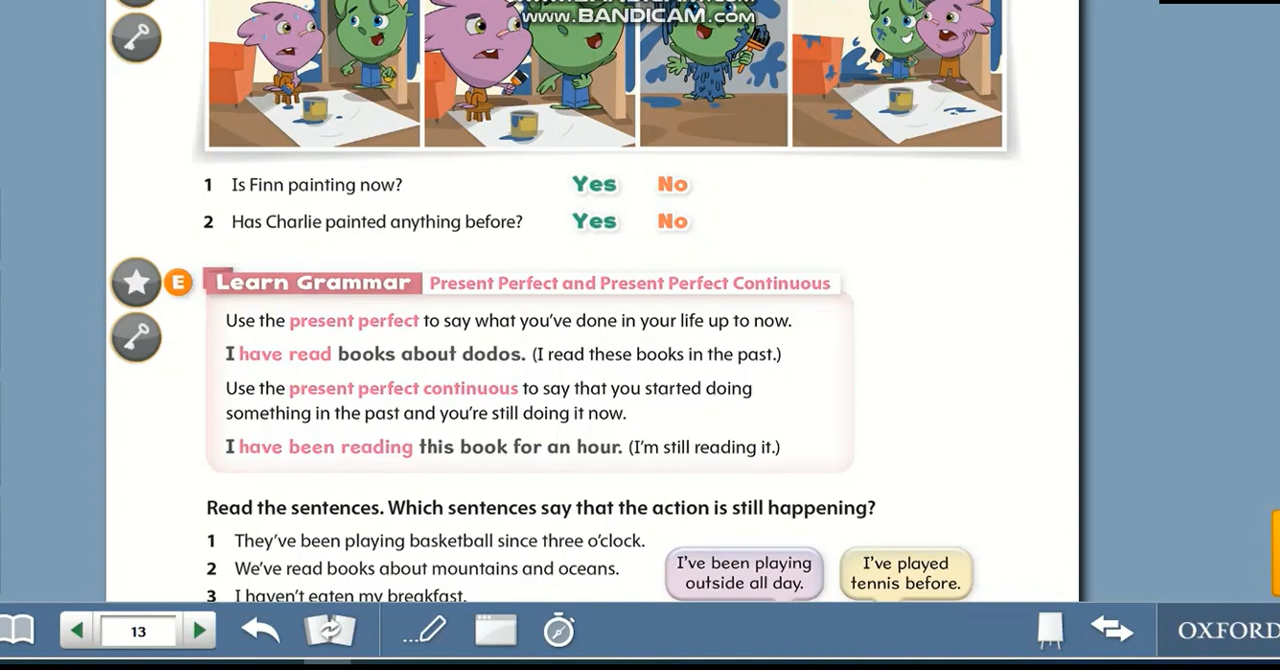 www.BANDICAM.com
1 Is Finn painting now? Yes No
2 Has Charlie painted anything before? Yes No
E Learn Grammar Present Perfect and Present Perfect Continuous
Use the present perfect to say what you've done in your life up to now.
I have read books about dodos. (I read these books in the past.)
Use the present perfect continuous to say that you started doing
something in the past and you're still doing it now.
I have been reading this book for an hour. (I'm still reading it.)
Read the sentences. Which sentences say that the action is still happening?
1 They've been playing basketball since three o'clock.
2 We've read books about mountains and oceans.
3 I haven't eaten my breakfast.
I've been playing
outside all day.
I've played
tennis before.
13
OXFORD